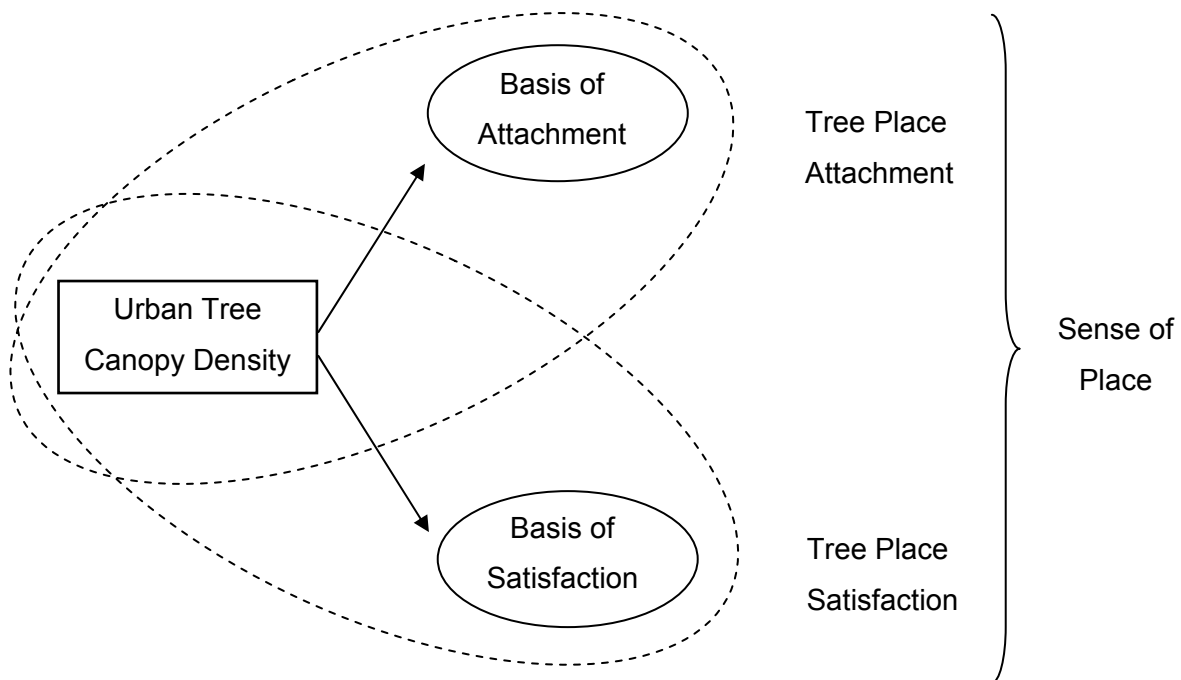 Basis of
Attachment
Tree Place
Attachment
Urban Tree
Canopy Density
Sense of
Place
Basis of
Satisfaction
Tree Place
Satisfaction